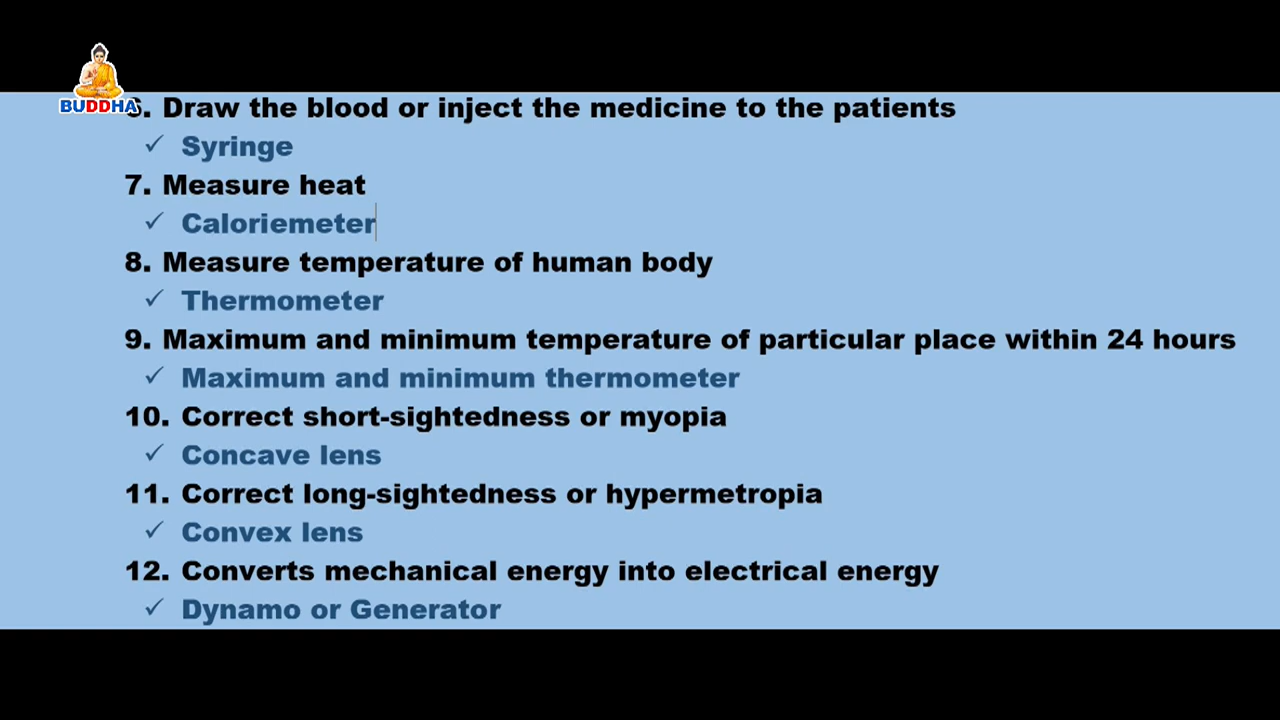 BUDDHA
6. Draw the blood or inject the medicine to the patients
✓ Syringe
7. Measure heat
✓ Caloriemeter
8. Measure temperature of human body
✓ Thermometer
9. Maximum and minimum temperature of particular place within 24 hours
✓ Maximum and minimum thermometer
10. Correct short-sightedness or myopia
✓ Concave lens
11. Correct long-sightedness or hypermetropia
✓ Convex lens
12. Converts mechanical energy into electrical energy
✓ Dynamo or Generator